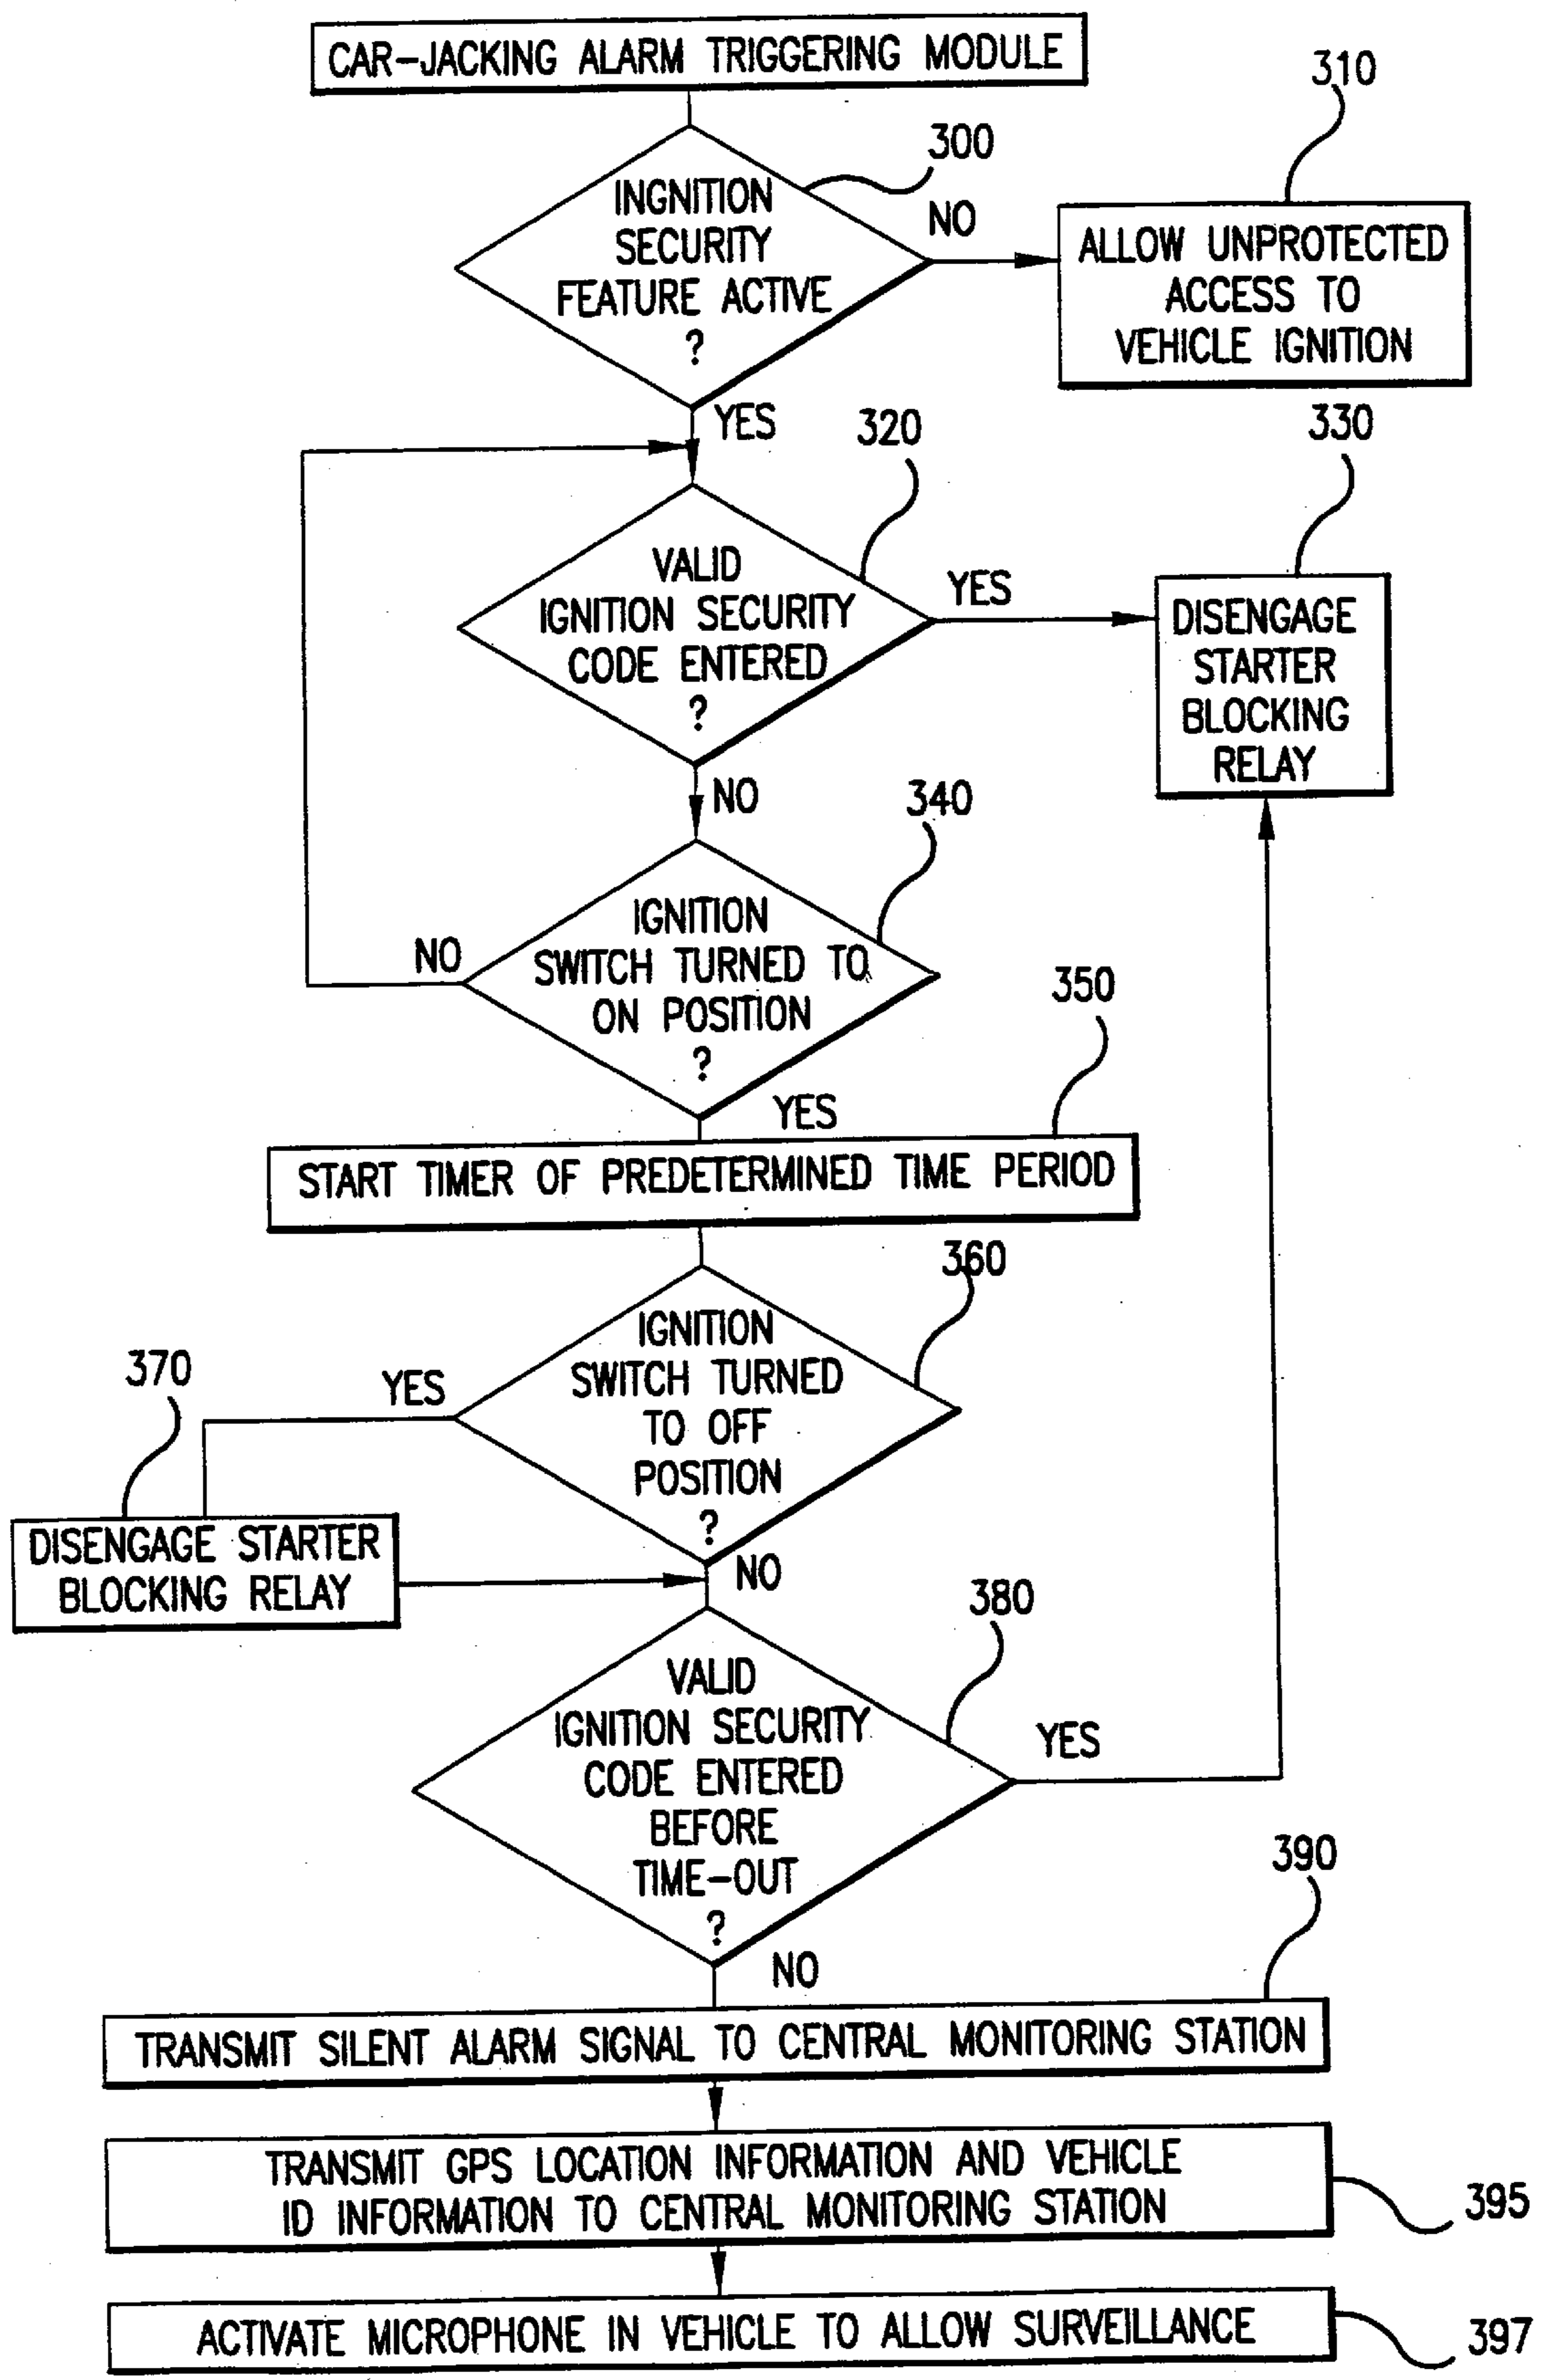 CAR-JACKING ALARM TRIGGERING MODULE
310
300
INGNITION
SECURITY
FEATURE ACTIVE
?
NO
ALLOW UNPROTECTED
ACCESS TO
VEHICLE IGNITION
YES
320
330
VALID
IGNITION SECURITY
CODE ENTERED
?
YES
DISENGAGE
STARTER
BLOCKING
RELAY
NO
340
IGNITION
SWITCH TURNED TO
ON POSITION
?
NO
350
YES
START TIMER OF PREDETERMINED TIME PERIOD
360
IGNITION
SWITCH TURNED
TO OFF
POSITION
?
370
YES
DISENGAGE STARTER
BLOCKING RELAY
NO
380
VALID
IGNITION SECURITY
CODE ENTERED
BEFORE
TIME-OUT
?
YES
390
NO
TRANSMIT SILENT ALARM SIGNAL TO CENTRAL MONITORING STATION
TRANSMIT GPS LOCATION INFORMATION AND VEHICLE
ID INFORMATION TO CENTRAL MONITORING STATION
395
ACTIVATE MICROPHONE IN VEHICLE TO ALLOW SURVEILLANCE
397